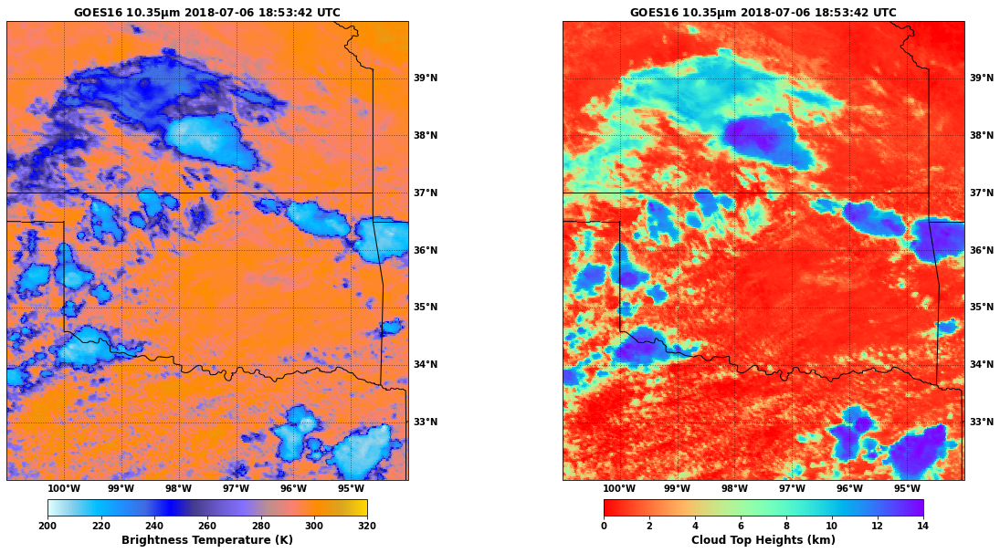 GOES16 10.35μm 2018-07-06 18:53:42 UTC
39°N
38°N
37°N
36°N
35°N
34°N
33°N
100°W 99°W 98°W 97°W 96°W 95°W
200 220 240 260 280 300 320
Brightness Temperature (K)
GOES16 10.35μm 2018-07-06 18:53:42 UTC
39°N
38°N
37°N
36°N
35°N
34°N
33°N
100°W 99°W 98°W 97°W 96°W 95°W
0 2 4 6 8 10 12 14
Cloud Top Heights (km)